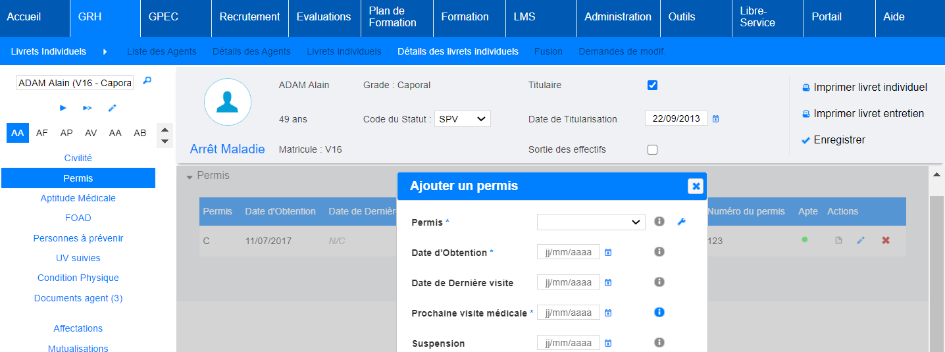 Accueil GRH GPEC Recrutement Evaluations Plan de Formation Formation LMS Administration Outils Libre-Service Portail Aide
Livrets Individuels Liste des Agents Détails des Agents Livrets Individuels Détails des livrets Individuels Fusion Demandes de modif.
ADAM Alain (V16 - Capora
AA AF AP AV AA AB
Civilité
Permis
Aptitude Médicale
FOAD
Personnes à prévenir
UV suivies
Condition Physique
Documents agent (3)
Affectations
Mutualisations
ADAM Alain Grade : Caporal Titulaire
49 ans Code du Statut : SPV Date de Titularisation 22/09/2013
Arrêt Maladie Matricule : V16 Sortie des effectifs
Imprimer livret individuel
Imprimer livret entretien
Enregistrer
Permis
Permis Date d'Obtention Date de Dernière Numéro du permis Apte Actions
C 11/07/2017 N/C 123
Ajouter un permis
Permis *
Date d'Obtention * jj/mm/aaaa
Date de Dernière visite jj/mm/aaaa
Prochaine visite médicale * jj/mm/aaaa
Suspension jj/mm/aaaa